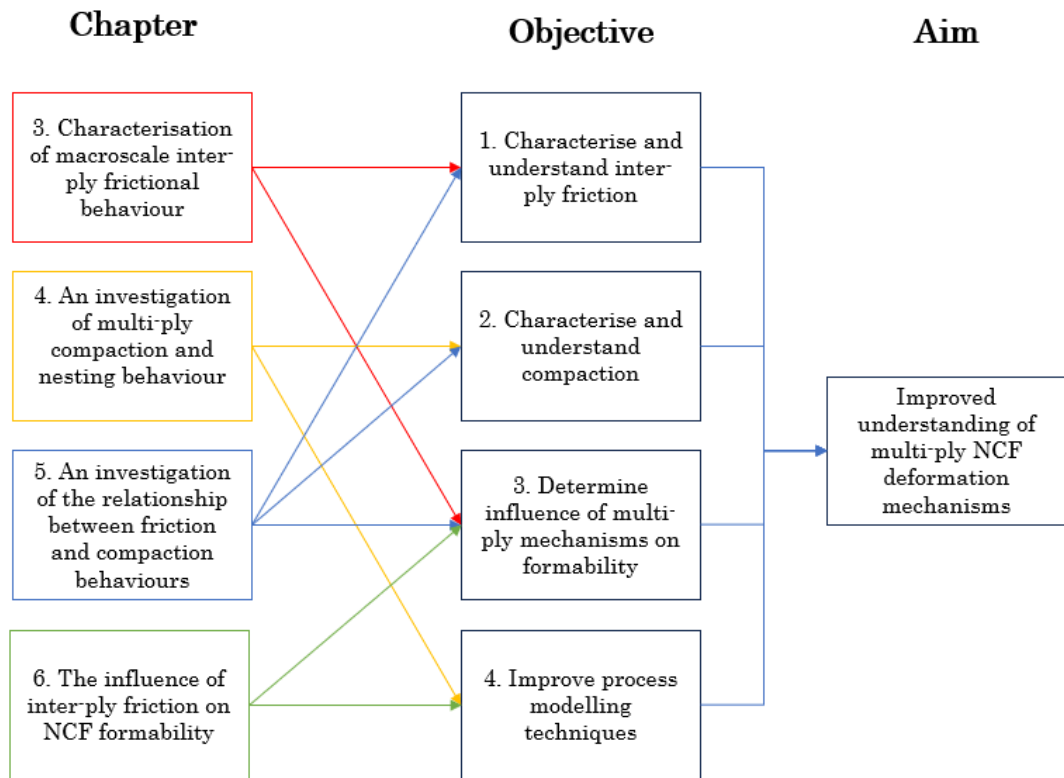 Chapter
Objective
Aim
3. Characterisation
of macroscale inter-
ply frictional
behaviour
1. Characterise and
understand inter-
ply friction
4. An investigation
of multi-ply
compaction and
nesting behaviour
2. Characterise and
understand
compaction
Improved
understanding of
multi-ply NCF
deformation
mechanisms
5. An investigation
of the relationship
between friction
and compaction
behaviours
3. Determine
influence of multi-
ply mechanisms on
formability
6. The influence of
inter-ply friction on
NCF formability
4. Improve process
modelling
techniques